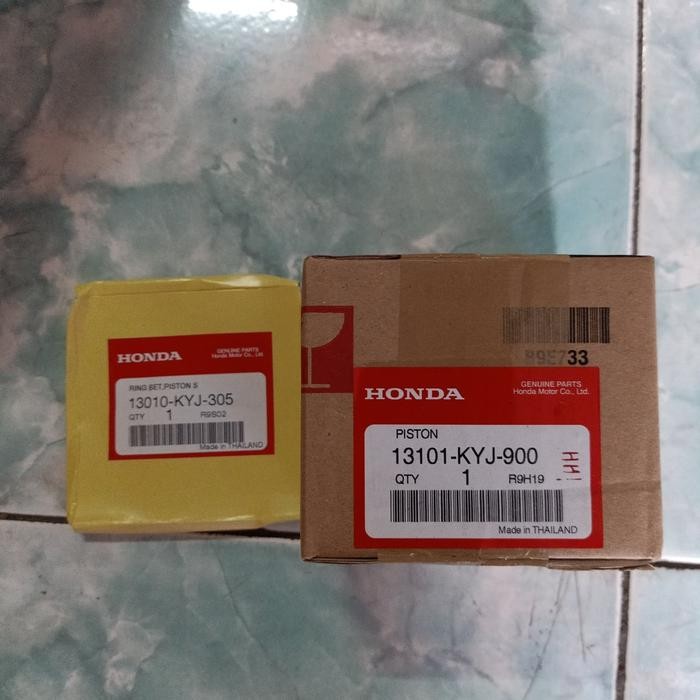 HONDA
GENUINE PARTS
Honda Motor Co., Ltd.
RING SET,PISTON S
13010-KYJ-305
QTY 1 R9S02
Made in THAILAND
R9E733
HONDA
GENUINE PARTS
Honda Motor Co., Ltd.
PISTON
13101-KYJ-900
QTY 1 R9H19
Made in THAILAND